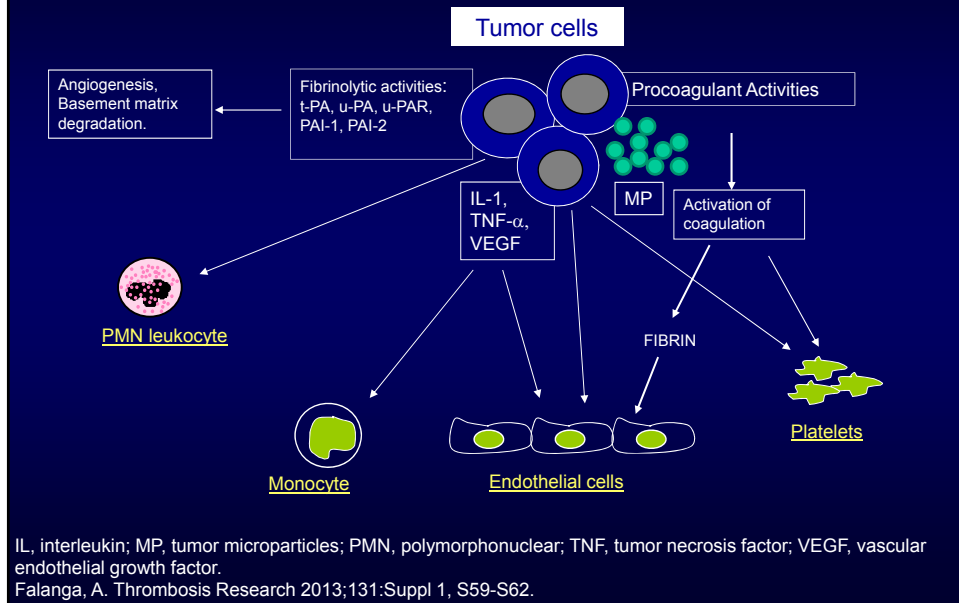 Tumor cells
Angiogenesis,
Basement matrix
degradation.
Fibrinolytic activities:
t-PA, u-PA, u-PAR,
PAI-1, PAI-2
Procoagulant Activities
IL-1,
TNF-α,
VEGF
MP
Activation of
coagulation
PMN leukocyte
FIBRIN
Platelets
Monocyte
Endothelial cells
IL, interleukin; MP, tumor microparticles; PMN, polymorphonuclear; TNF, tumor necrosis factor; VEGF, vascular
endothelial growth factor.
Falanga, A. Thrombosis Research 2013;131:Suppl 1, S59-S62.